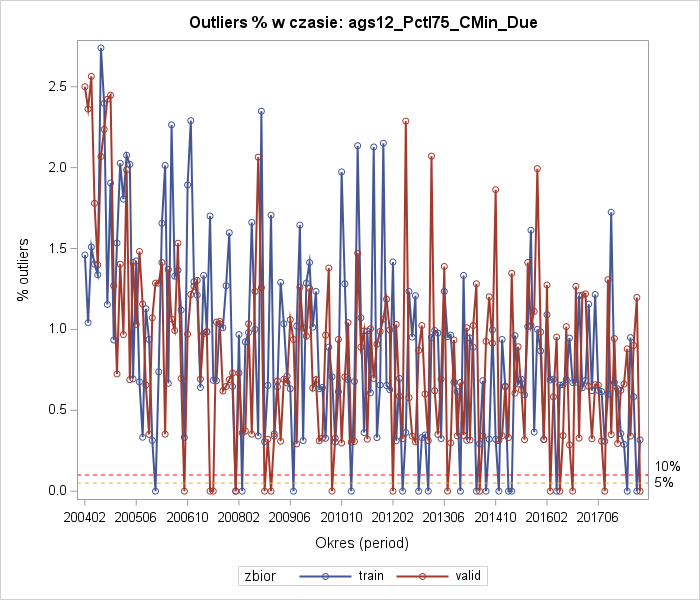 Outliers % w czasie: ags12_Pctl75_CMin_Due
% outliers
2.5
2.0
1.5
1.0
0.5
0.0
10%
5%
200402 200506 200610 200802 200906 201010 201202 201306 201410 201602 201706
Okres (period)
zbior train valid